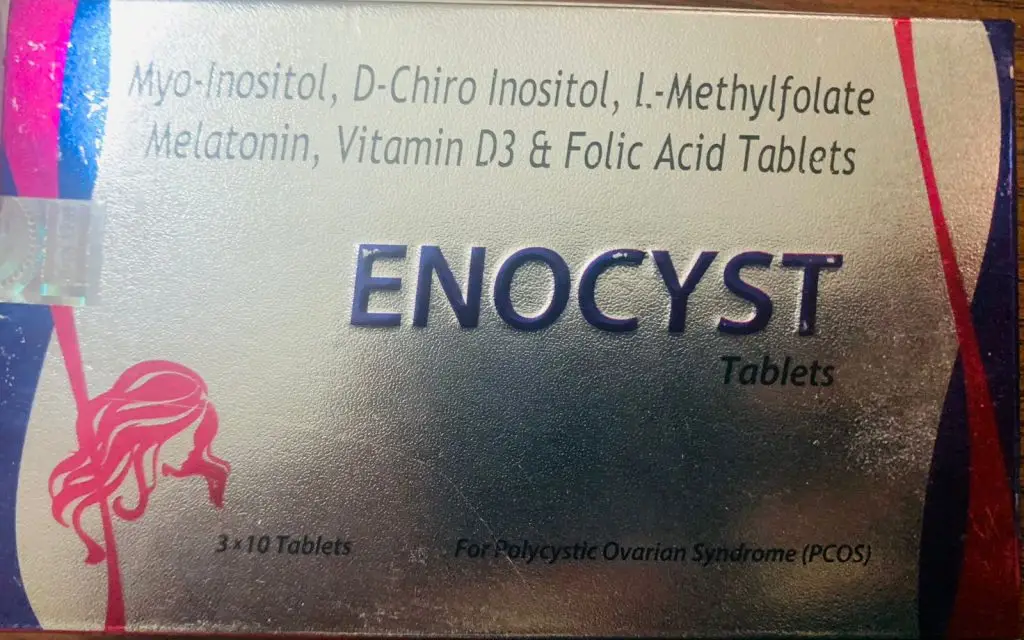 Myo-Inositol, D-Chiro Inositol, L-Methylfolate
Melatonin, Vitamin D3 & Folic Acid Tablets
ENOCYST
Tablets
3×10 Tablets
For Polycystic Ovarian Syndrome (PCOS)